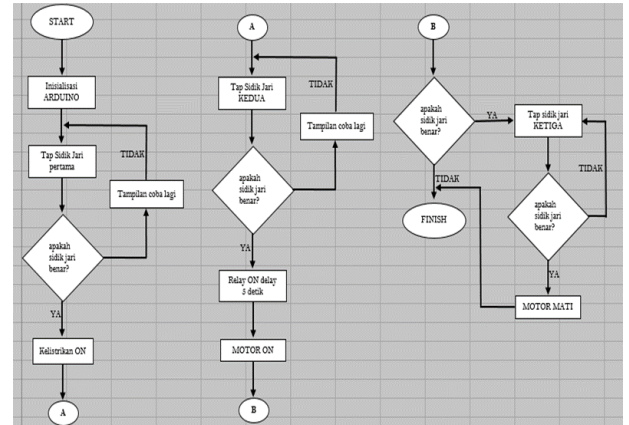 START
Inisialisasi
ARDUINO
Tap Sidik Jari
pertama
TIDAK
Tampilan coba lagi
apakah
sidik jari
benar?
YA
Kelistrikan ON
A
A
Tap Sidik Jari
KEDUA
TIDAK
Tampilan coba lagi
apakah
sidik jari
benar?
YA
Relay ON delay
5 detik
MOTOR ON
B
B
apakah
sidik jari
benar?
YA
TIDAK
FINISH
Tap sidik jari
KETIGA
TIDAK
apakah
sidik jari
benar?
YA
MOTOR MATI